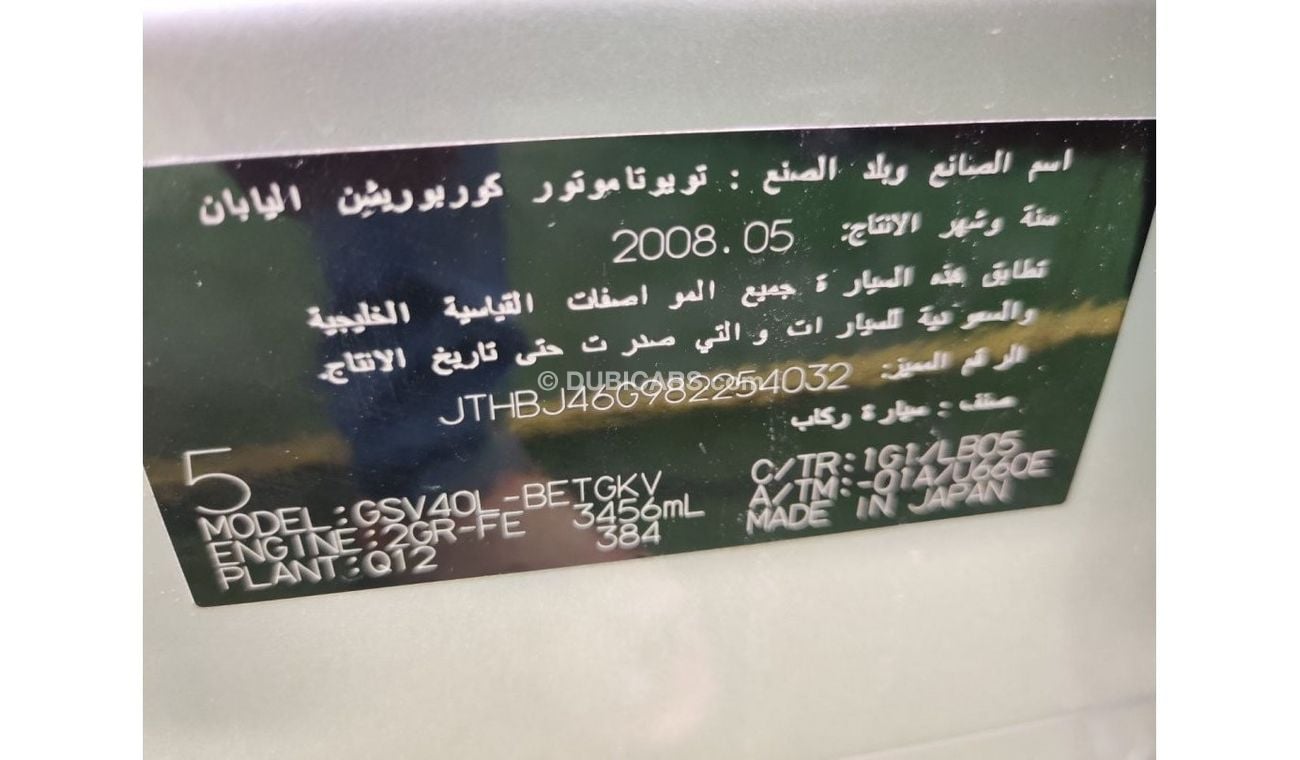 اسم الصانع وبلد الصنع : تويوتا موتور كوربوريشن اليابان
سنة وشهر الانتاج: 2008.05
تطابق هذه السيارة جميع المواصفات القياسية الخليجية
والسعودية للسيارات والتي صدرت حتى تاريخ الانتاج.
الرقم المميز: JTHBJ46G982254032
© DUBICABS.com
صنف : سيارة ركاب
5
MODEL:GSV40L-BETGKV C/TR:1G1/LB05
ENGINE:2GR-FE 3456mL A/TM:-01A/U660E
PLANT:Q12 384 MADE IN JAPAN